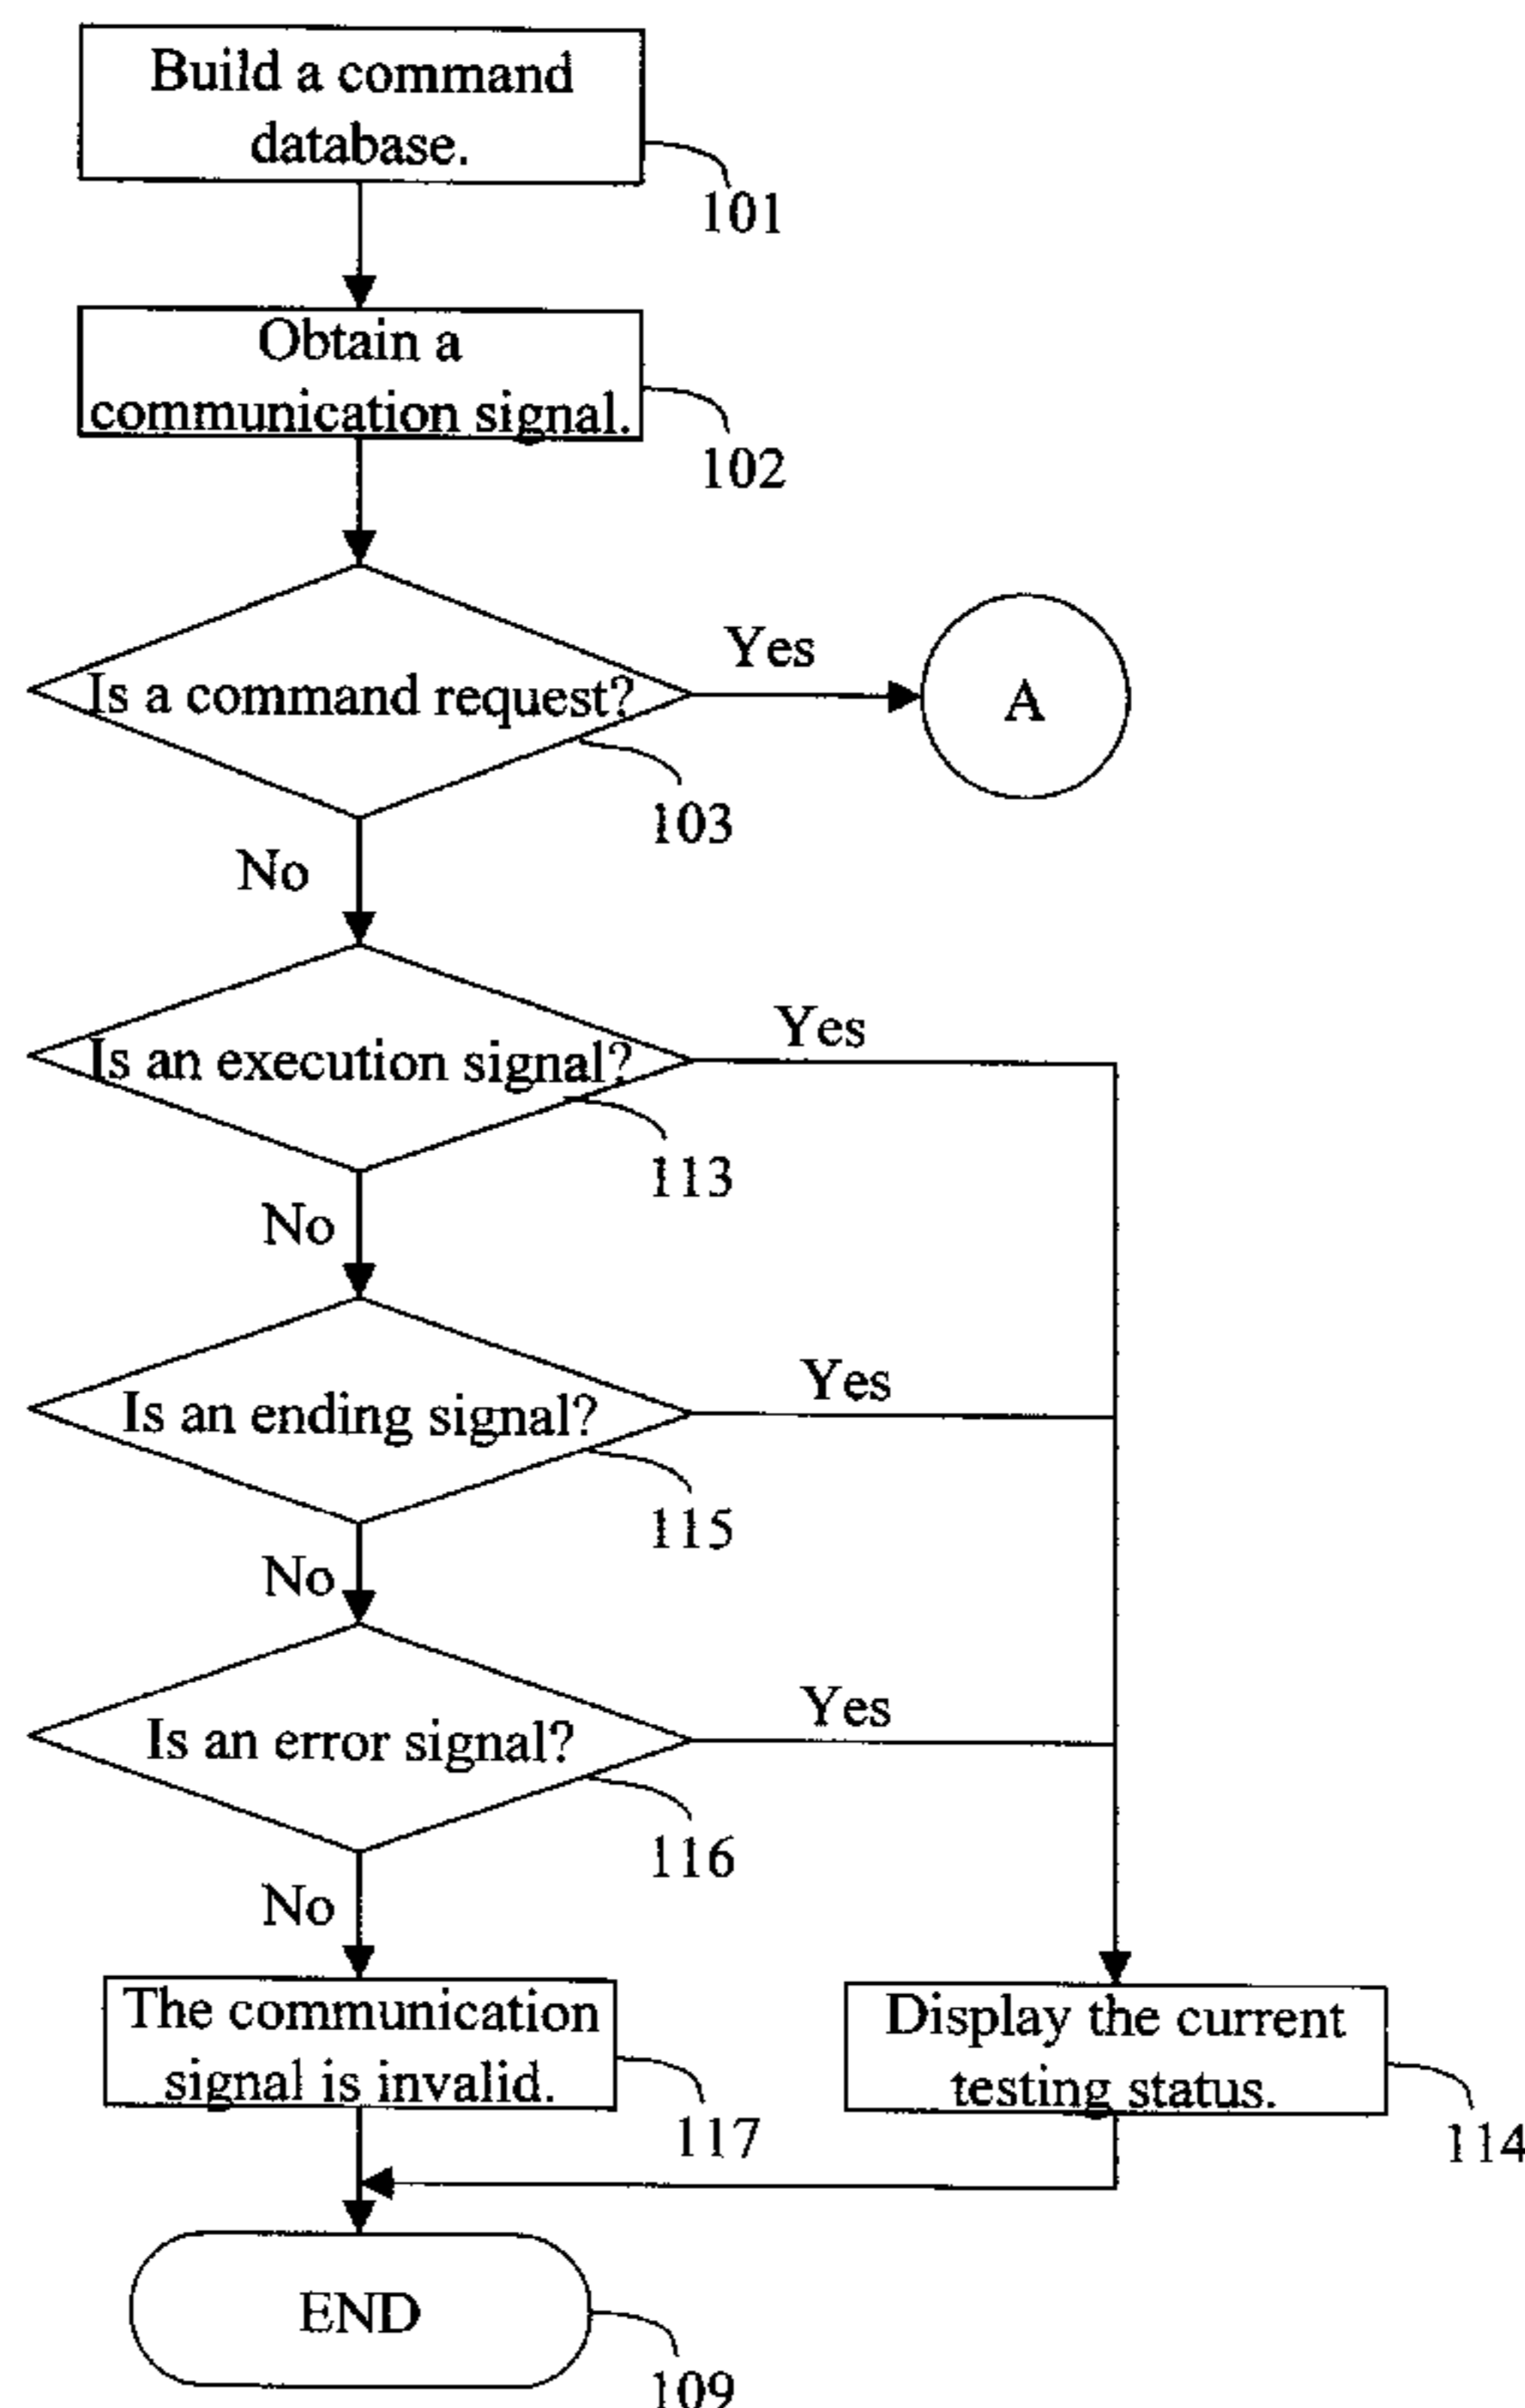 Build a command
database.
101
Obtain a
communication signal.
102
Is a command request?
Yes
A
103
No
Is an execution signal?
Yes
113
No
Is an ending signal?
Yes
115
No
Is an error signal?
Yes
116
No
The communication
signal is invalid.
117
Display the current
testing status.
114
END
109